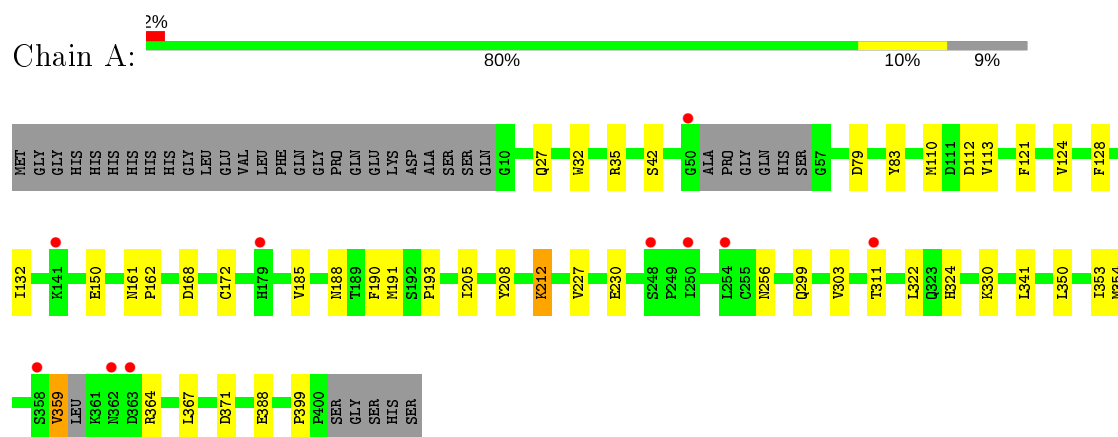 2%
Chain A:
80% 10% 9%
MET GLY GLY HIS HIS HIS HIS HIS HIS GLY LEU GLU VAL LEU PHE GLN GLY PRO GLN GLU LYS ASP ALA SER SER GLN G10 Q27 W32 R35 S42 G50 ALA PRO GLY GLN HIS SER G57 D79 Y83 M110 D111 D112 V113 F121 V124 F128
I132 K141 E150 N161 P162 D168 C172 H179 V185 N188 T189 F190 M191 S192 P193 I205 Y208 K212 V227 E230 S248 P249 I250 L254 C255 N256 Q299 V303 T311 L322 Q323 H324 K330 L341 L350 I353 M354
S358 V359 LEU K361 N362 D363 R364 L367 D371 E388 P399 P400 SER GLY SER HIS SER